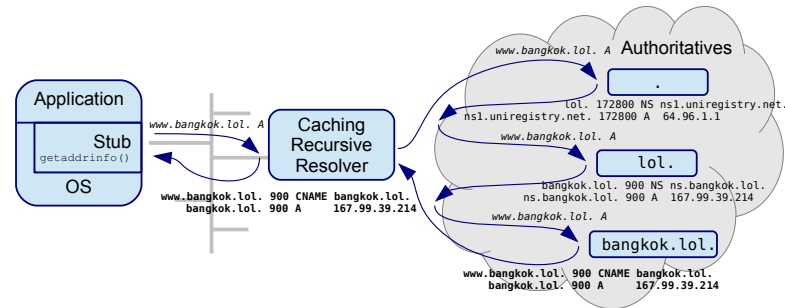 Application
Stub
getaddrinfo()
OS
www.bangkok.lol. A
Caching
Recursive
Resolver
www.bangkok.lol. 900 CNAME bangkok.lol.
bangkok.lol. 900 A 167.99.39.214
Authoritatives
www.bangkok.lol. A
.
lol. 172800 NS ns1.uniregistry.net.
ns1.uniregistry.net. 172800 A 64.96.1.1
www.bangkok.lol. A
lol.
bangkok.lol. 900 NS ns.bangkok.lol.
ns.bangkok.lol. 900 A 167.99.39.214
www.bangkok.lol. A
bangkok.lol.
www.bangkok.lol. 900 CNAME bangkok.lol.
bangkok.lol. 900 A 167.99.39.214